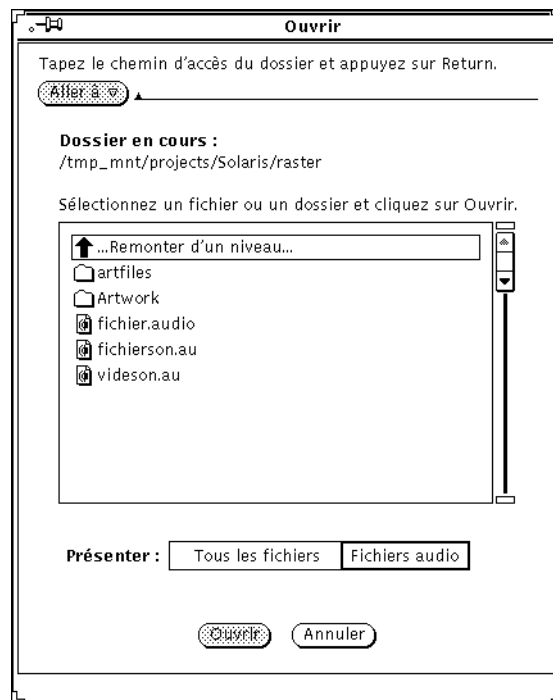 Ouvrir
Tapez le chemin d'accès du dossier et appuyez sur Return.
Aller à
Dossier en cours :
/tmp_mnt/projects/Solaris/raster
Sélectionnez un fichier ou un dossier et cliquez sur Ouvrir.
...Remonter d'un niveau...
artfiles
Artwork
fichier.audio
fichierson.au
videson.au
Présenter : Tous les fichiers Fichiers audio
Ouvrir Annuler